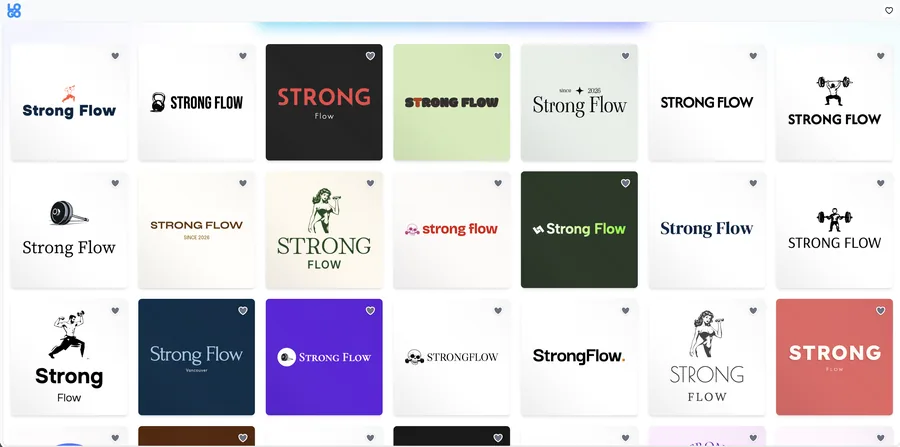 LOGO
Strong Flow
STRONG FLOW
STRONG
Flow
STRONG FLOW
since 2026
Strong Flow
STRONG FLOW
STRONG FLOW
Strong Flow
STRONG FLOW
SINCE 2026
STRONG
FLOW
strong flow
Strong Flow
Strong Flow
STRONG FLOW
Strong
Flow
Strong Flow
Vancouver
STRONG FLOW
STRONGFLOW
StrongFlow.
STRONG
FLOW
STRONG
FLOW